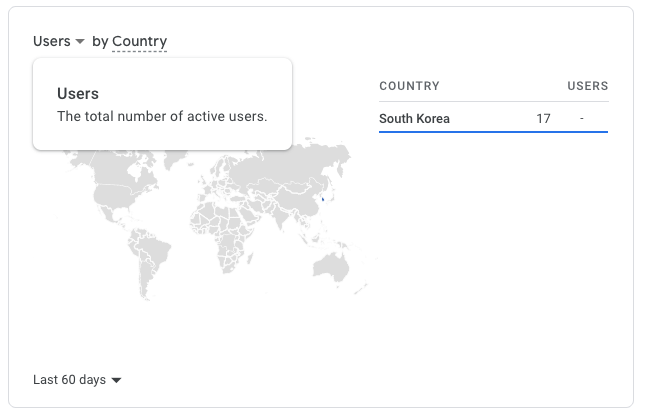 Users by Country
Users
The total number of active users.
COUNTRY USERS
South Korea 17 -
Last 60 days